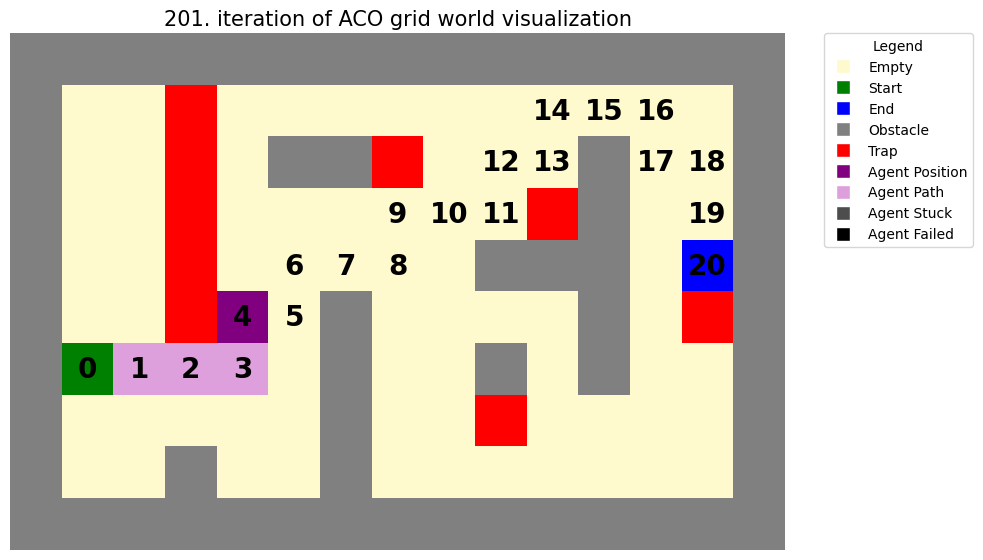 201. iteration of ACO grid world visualization
14 15 16
12 13 17 18
9 10 11 19
6 7 8 20
4 5
0 1 2 3
Legend
Empty
Start
End
Obstacle
Trap
Agent Position
Agent Path
Agent Stuck
Agent Failed